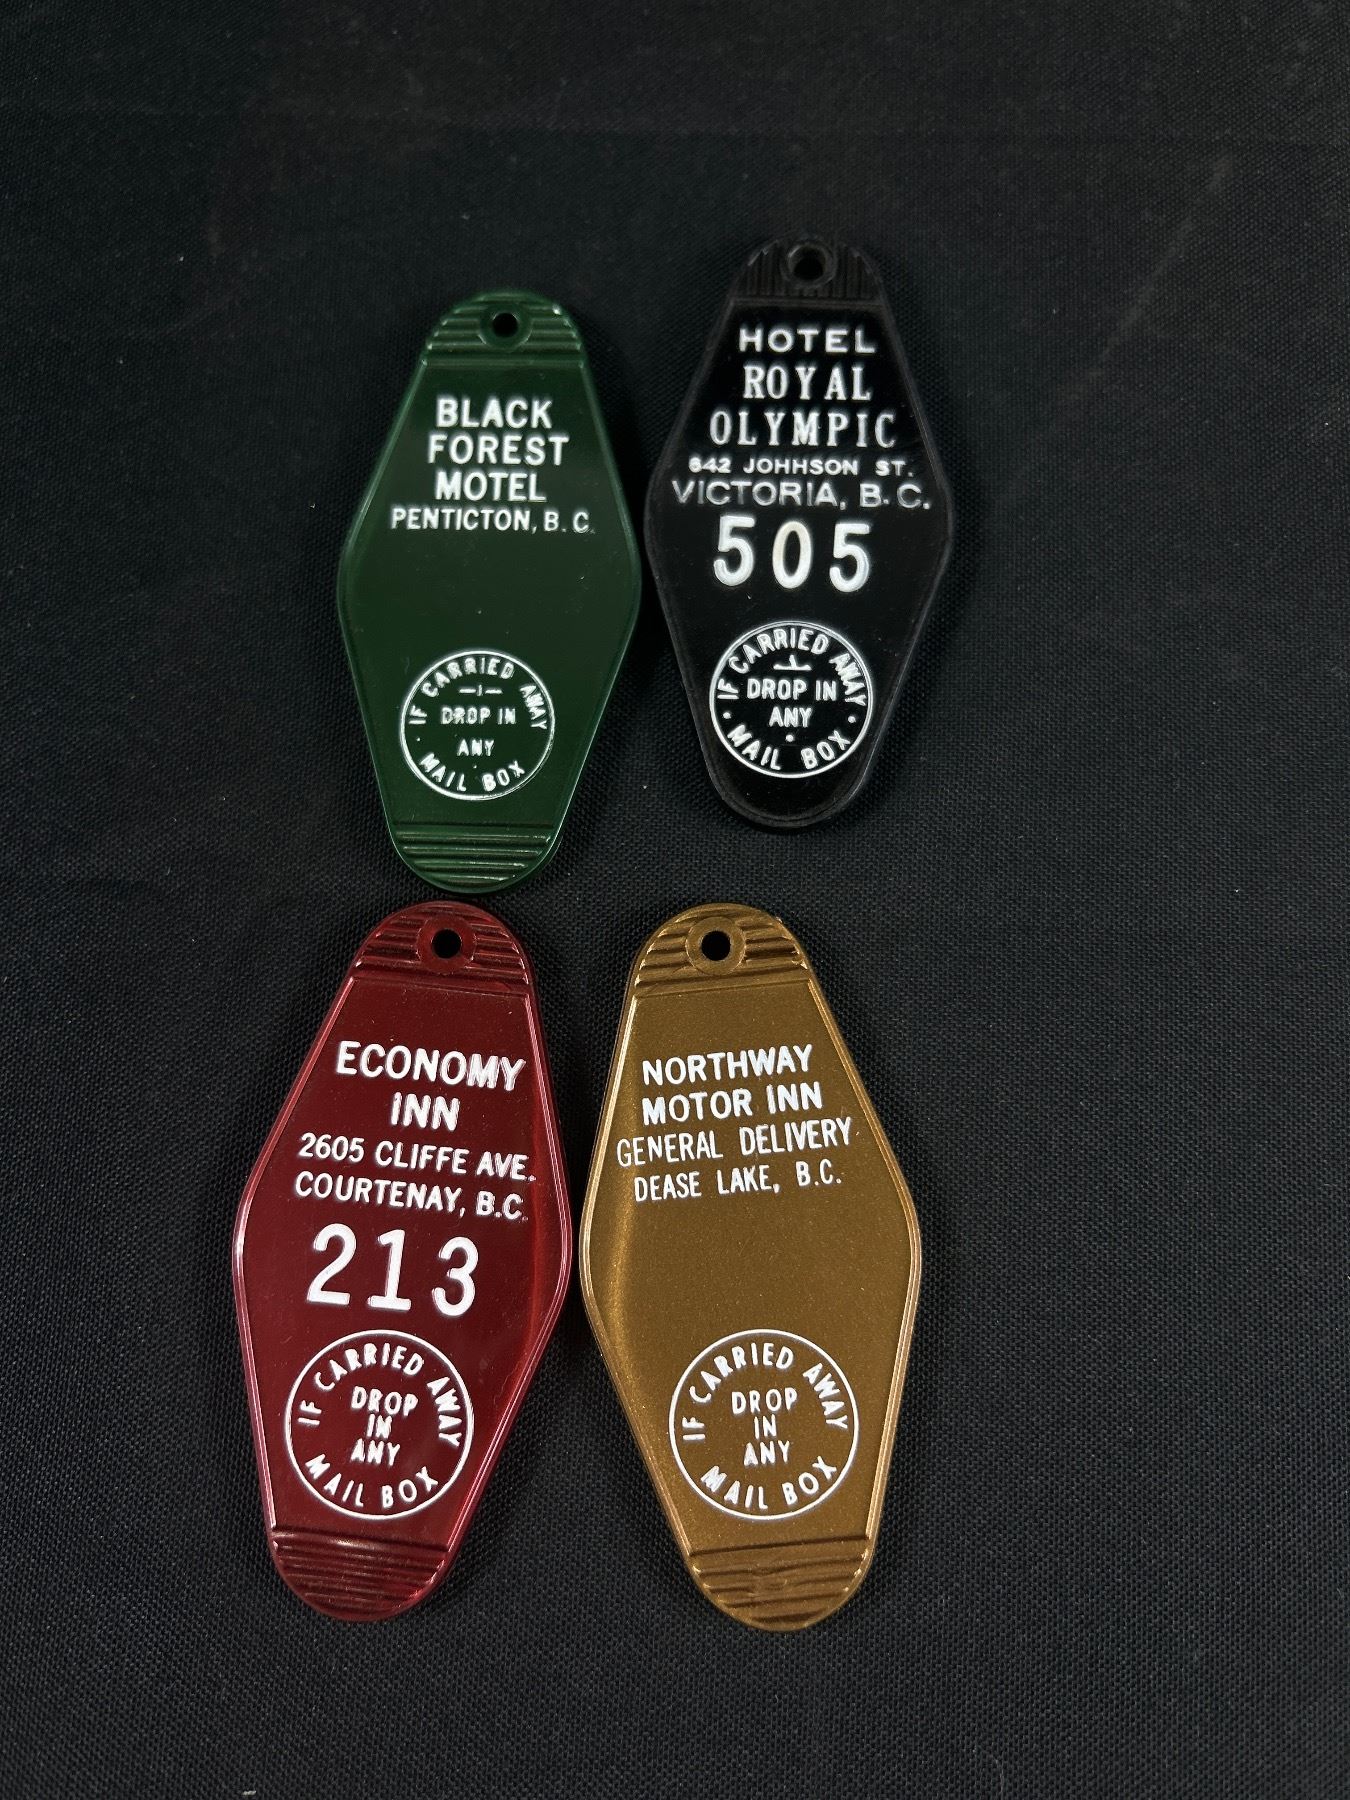 BLACK
FOREST
MOTEL
PENTICTON, B.C.
IF CARRIED AWAY
DROP IN
ANY
MAIL BOX
HOTEL
ROYAL
OLYMPIC
642 JOHHSON ST.
VICTORIA, B.C.
505
IF CARRIED AWAY
DROP IN
ANY
MAIL BOX
ECONOMY
INN
2605 CLIFFE AVE.
COURTENAY, B.C.
213
IF CARRIED AWAY
DROP
IN
ANY
MAIL BOX
NORTHWAY
MOTOR INN
GENERAL DELIVERY
DEASE LAKE, B.C.
IF CARRIED AWAY
DROP
IN
ANY
MAIL BOX